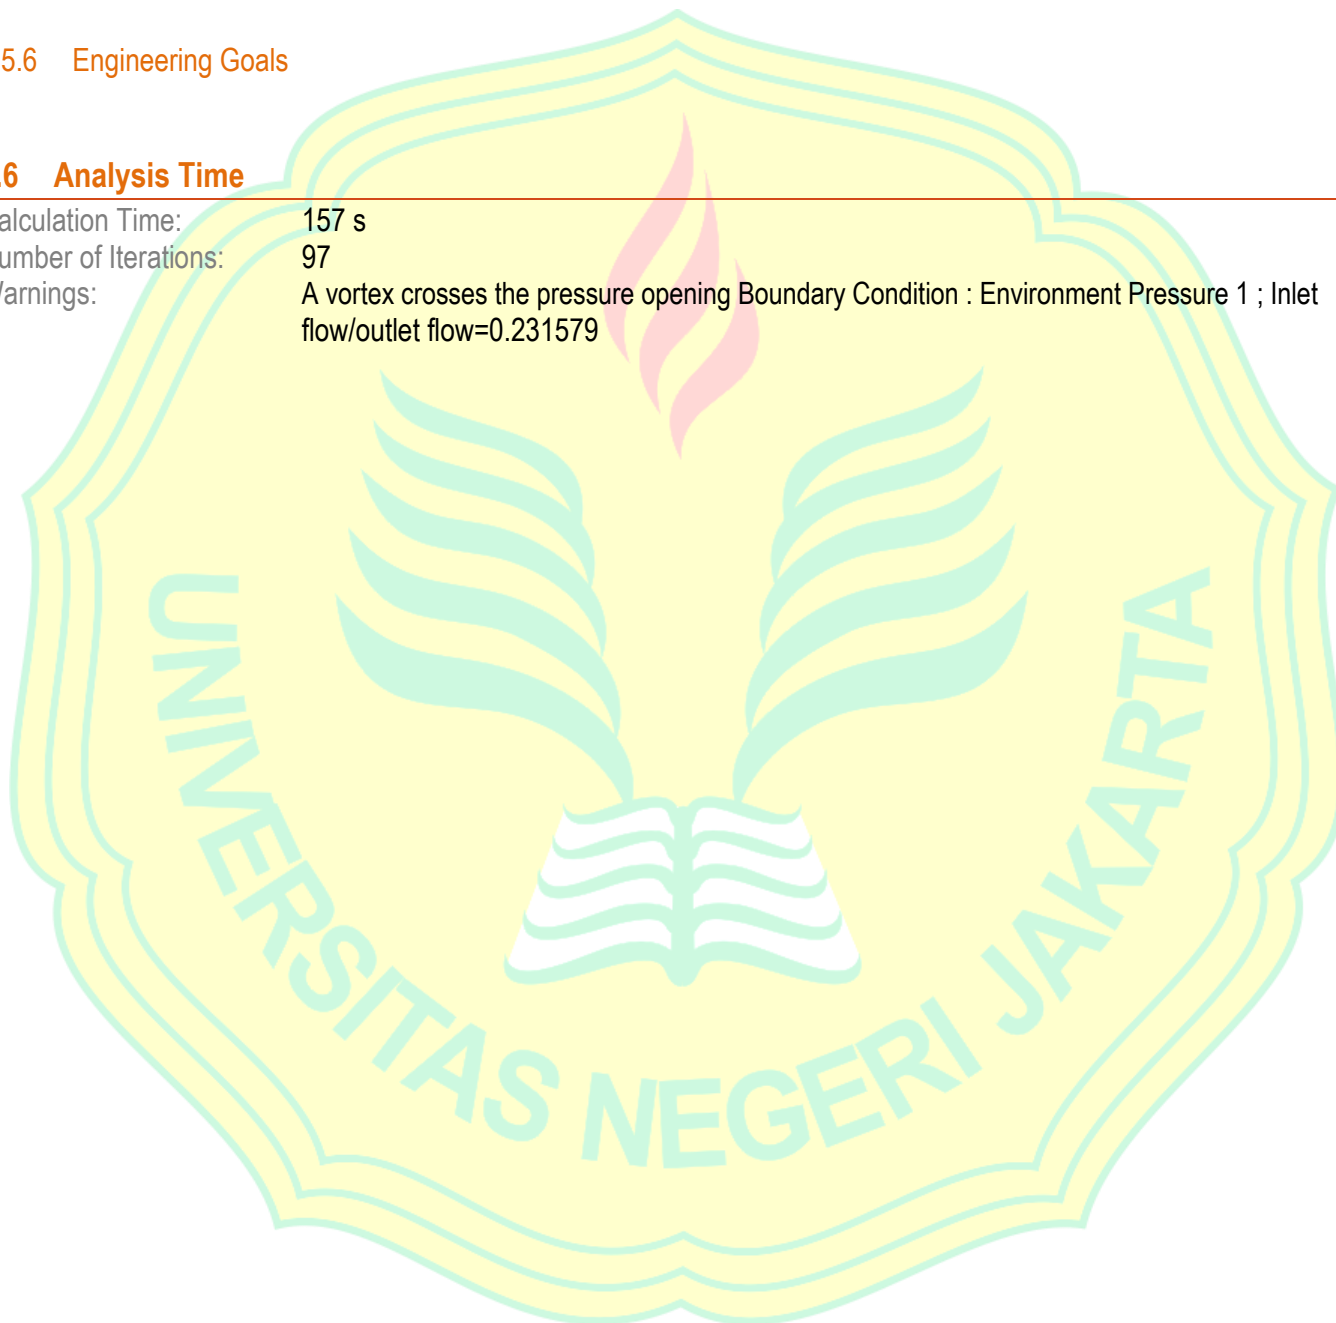 5.6 Engineering Goals
.6 Analysis Time
alculation Time: 157 s
umber of Iterations: 97
Warnings: A vortex crosses the pressure opening Boundary Condition : Environment Pressure 1 ; Inlet
flow/outlet flow=0.231579
UNIVERSITAS NEGERI JAKARTA